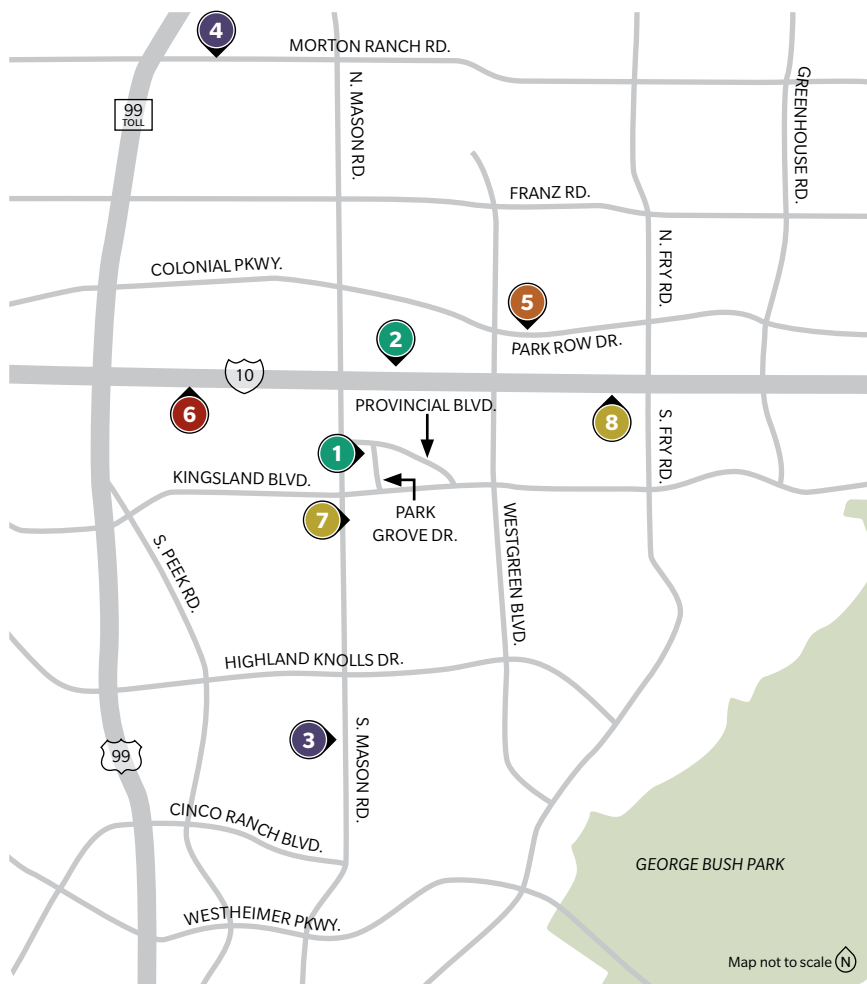 4
MORTON RANCH RD.
99
TOLL
N. MASON RD.
GREENHOUSE RD.
FRANZ RD.
N. FRY RD.
COLONIAL PKWY.
5
2
PARK ROW DR.
10
6
PROVINCIAL BLVD.
8
1
S. FRY RD.
KINGSLAND BLVD.
7
PARK
GROVE DR.
WESTGREEN BLVD.
S. PEEK RD.
HIGHLAND KNOLLS DR.
3
S. MASON RD.
99
CINCO RANCH BLVD.
GEORGE BUSH PARK
WESTHEIMER PKWY.
Map not to scale N